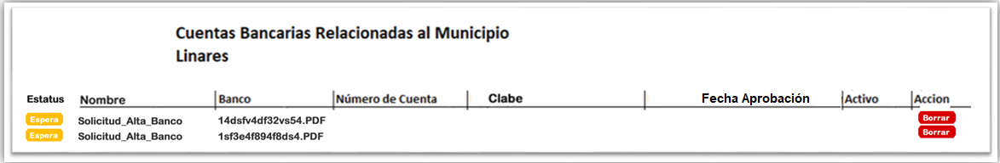 Cuentas Bancarias Relacionadas al Municipio
Linares
Estatus Nombre Banco Número de Cuenta Clabe Fecha Aprobación Activo Accion
Espera Solicitud_Alta_Banco 14dsfv4df32vs54.PDF Borrar
Espera Solicitud_Alta_Banco 1sf3e4f894f8ds4.PDF Borrar